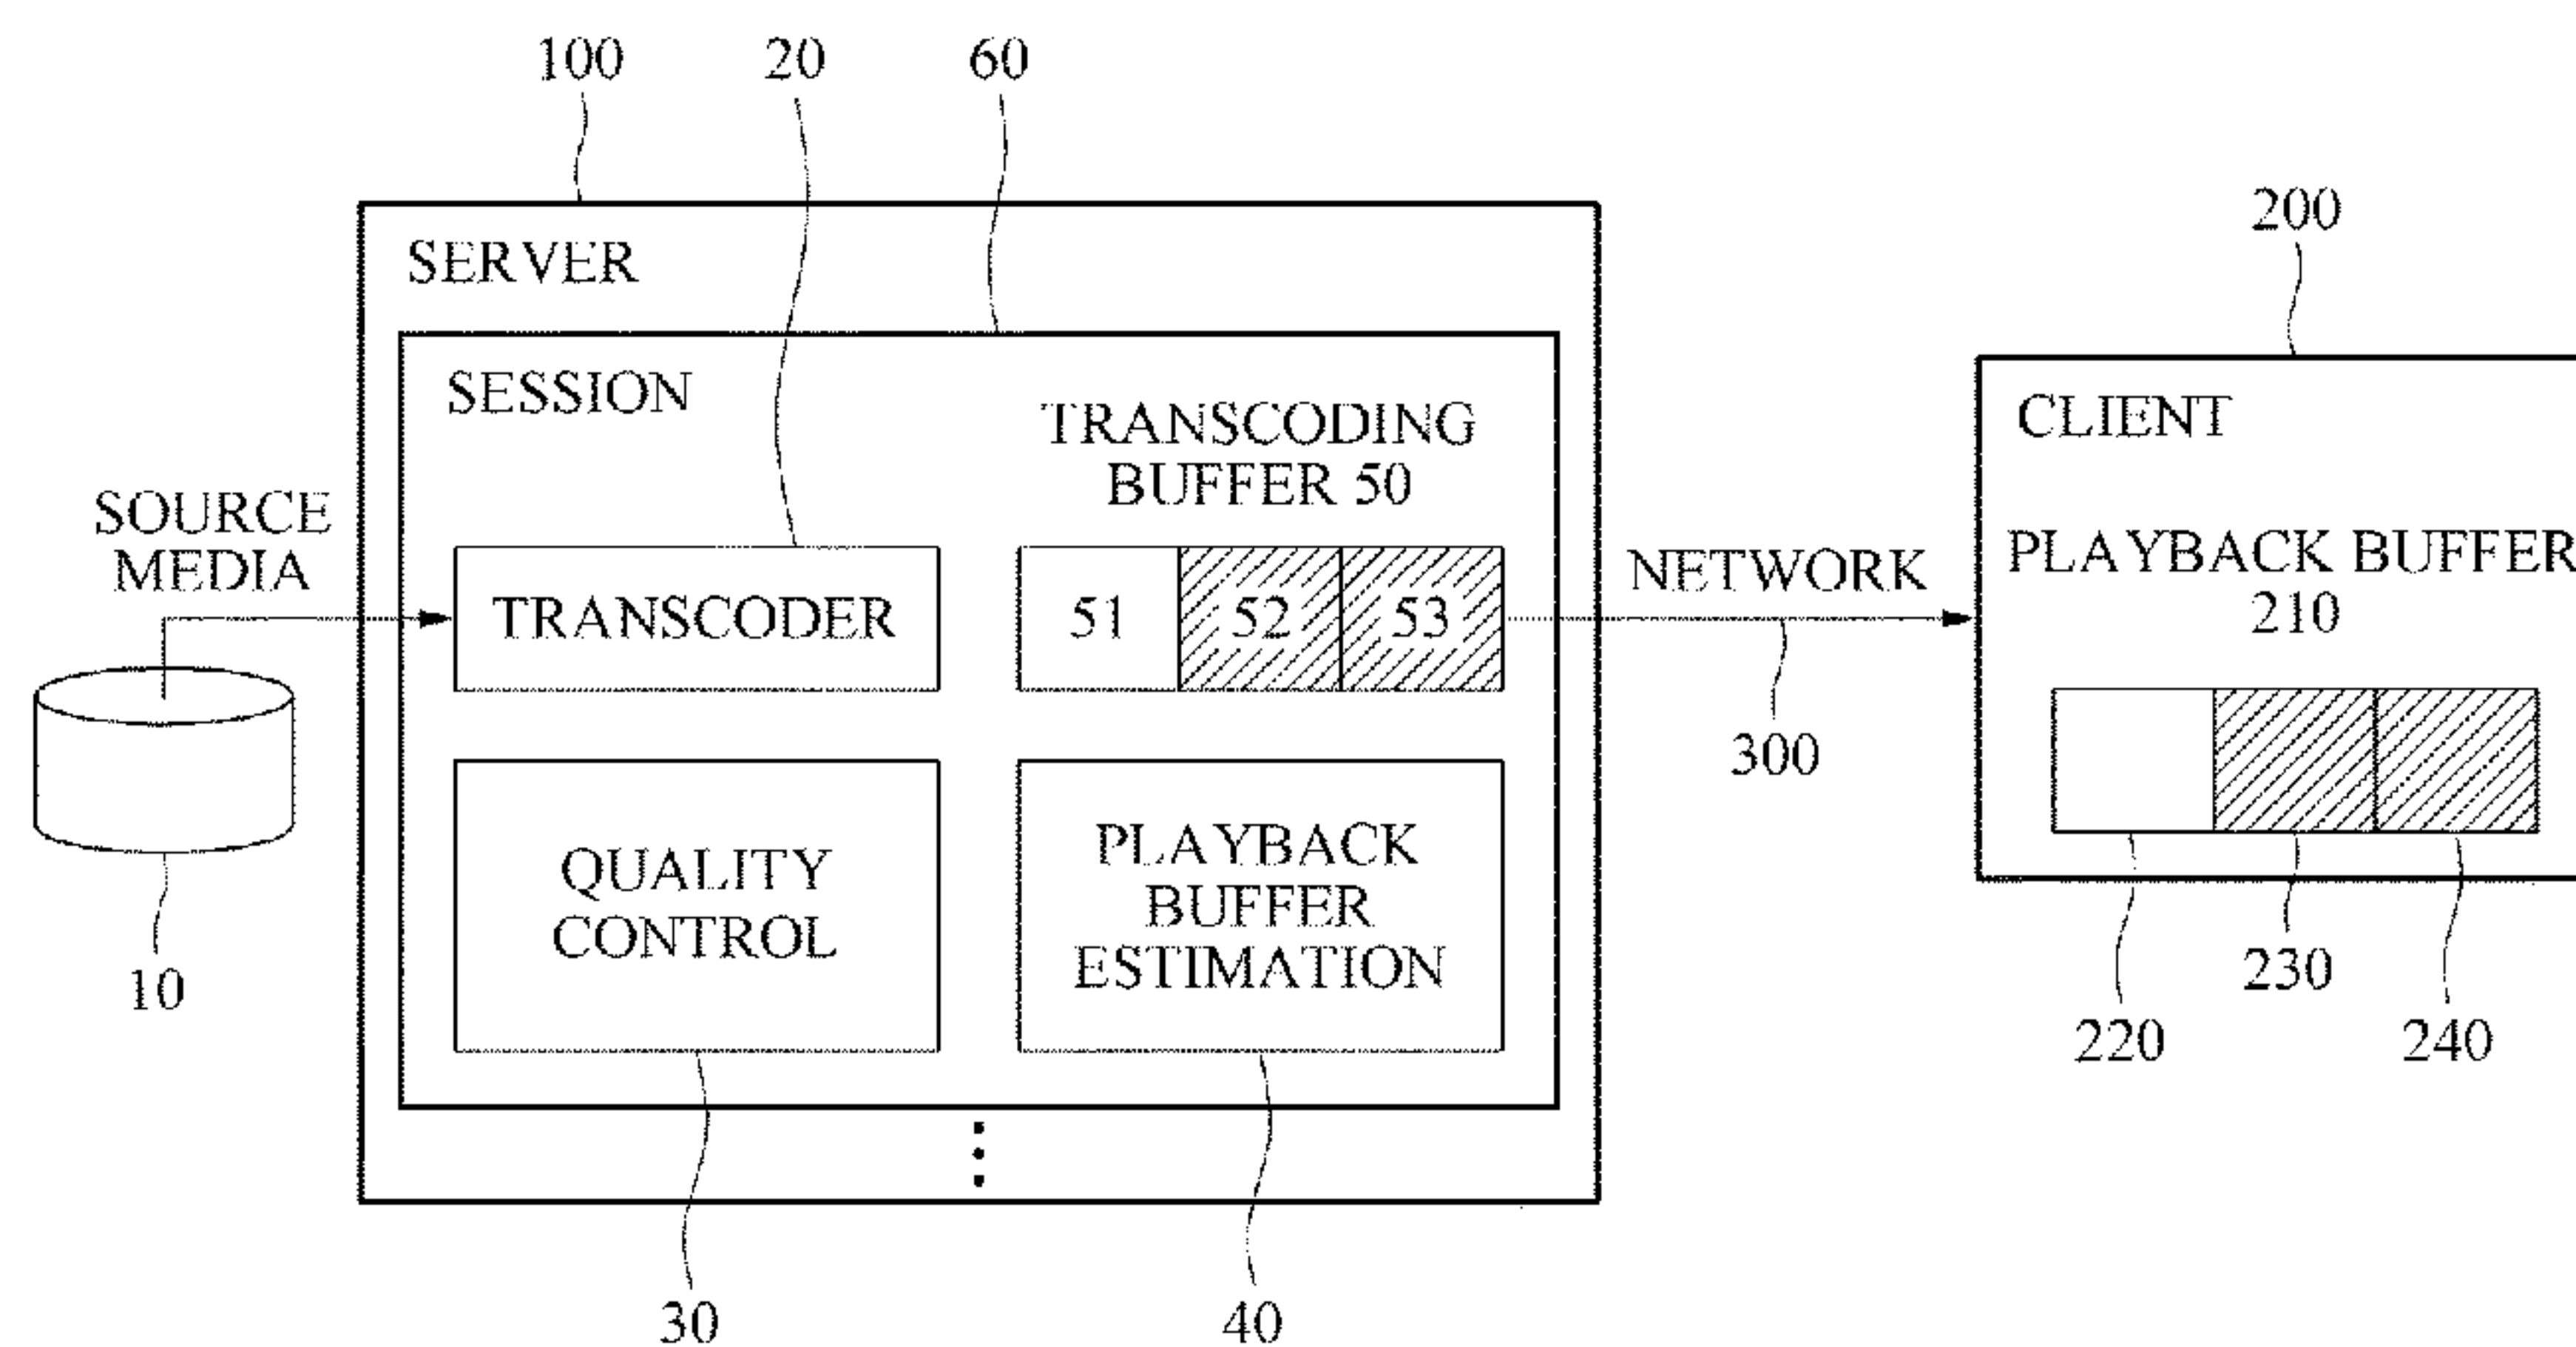 100
20
60
200
SERVER
SESSION
TRANSCODING
BUFFER 50
CLIENT
SOURCE
MEDIA
TRANSCODER
51
52
53
NETWORK
300
PLAYBACK BUFFER
210
QUALITY
CONTROL
PLAYBACK
BUFFER
ESTIMATION
10
220
230
240
30
40